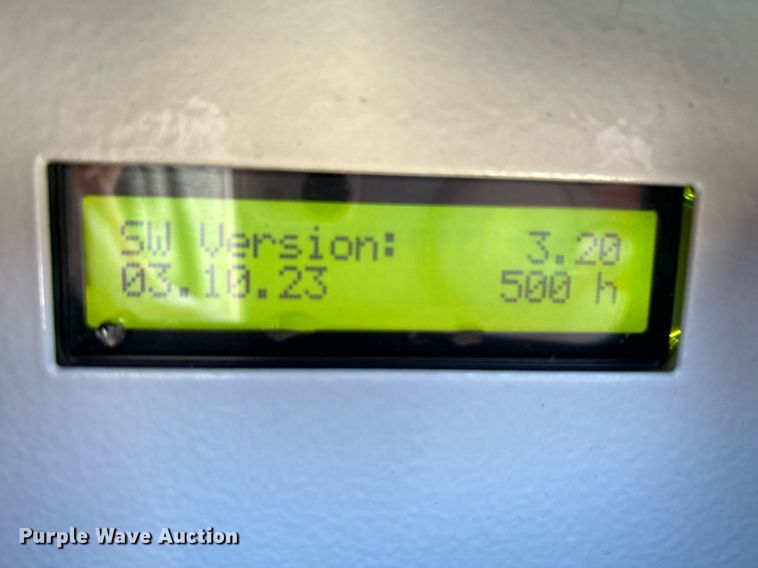 SW Version: 3.20
03.10.23 500 h
Purple Wave Auction